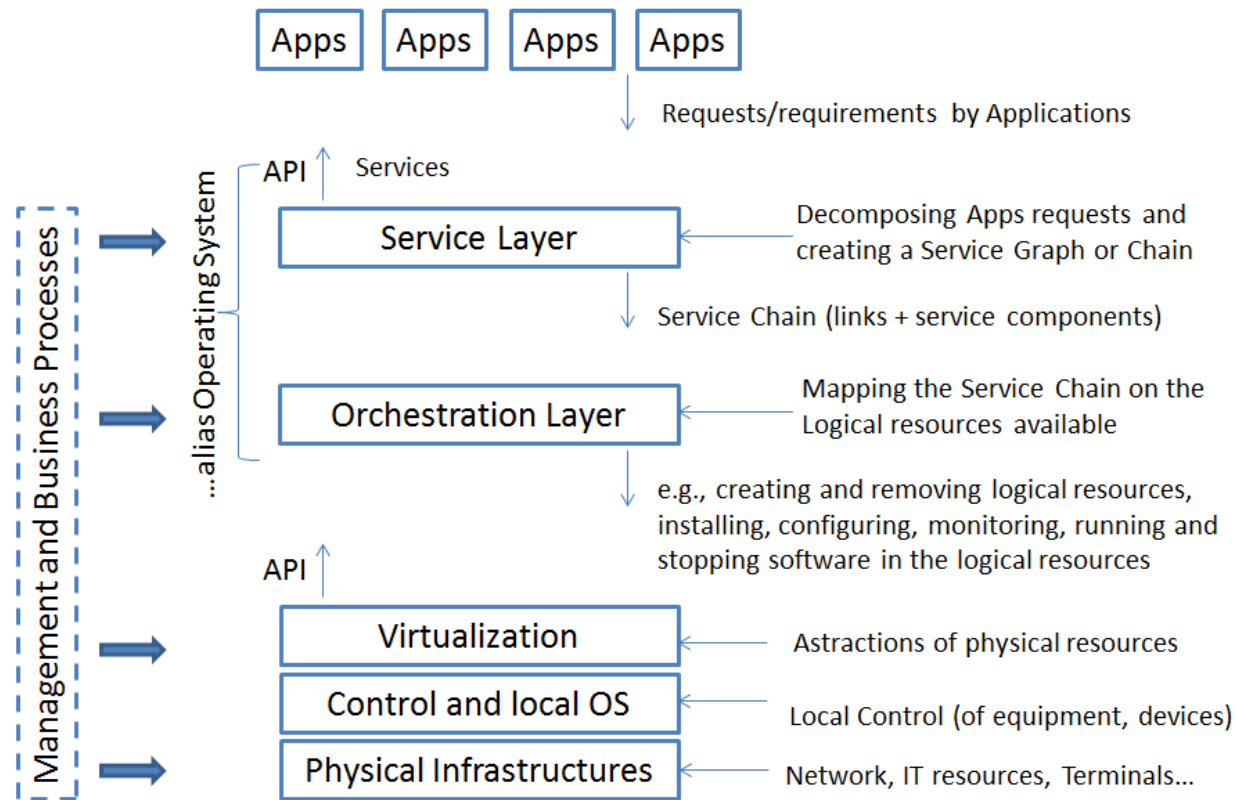 Apps Apps Apps Apps
Requests/requirements by Applications
API Services
Service Layer
Decomposing Apps requests and
creating a Service Graph or Chain
Service Chain (links + service components)
Orchestration Layer
Mapping the Service Chain on the
Logical resources available
e.g., creating and removing logical resources,
installing, configuring, monitoring, running and
stopping software in the logical resources
API
Virtualization
Astractions of physical resources
Control and local OS
Local Control (of equipment, devices)
Physical Infrastructures
Network, IT resources, Terminals...
Management and Business Processes
...alias Operating System